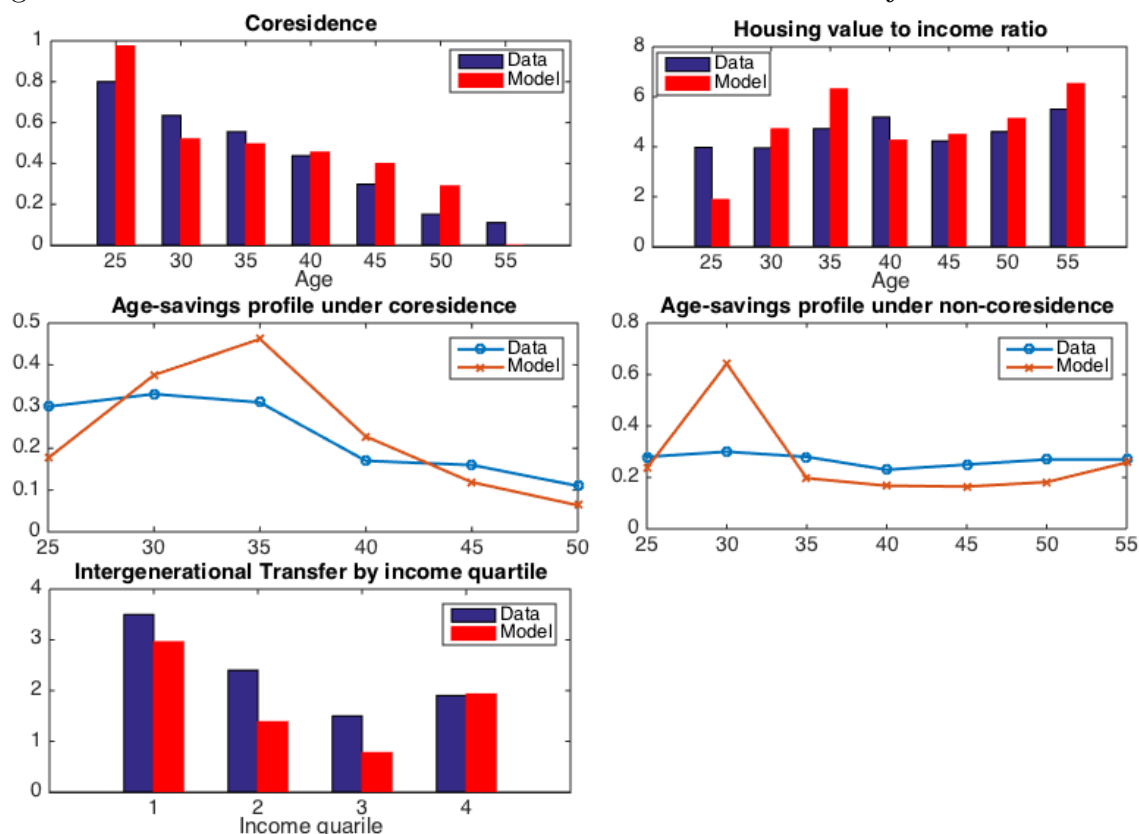 Coresidence
1
0.8
0.6
0.4
0.2
0
Data
Model
25 30 35 40 45 50 55
Age
Housing value to income ratio
8
6
4
2
0
Data
Model
25 30 35 40 45 50 55
Age
Age-savings profile under coresidence
0.5
0.4
0.3
0.2
0.1
0
Data
Model
25 30 35 40 45 50
Age-savings profile under non-coresidence
0.8
0.6
0.4
0.2
0
Data
Model
25 30 35 40 45 50 55
Intergenerational Transfer by income quartile
4
3
2
1
0
Data
Model
1 2 3 4
Income quarile